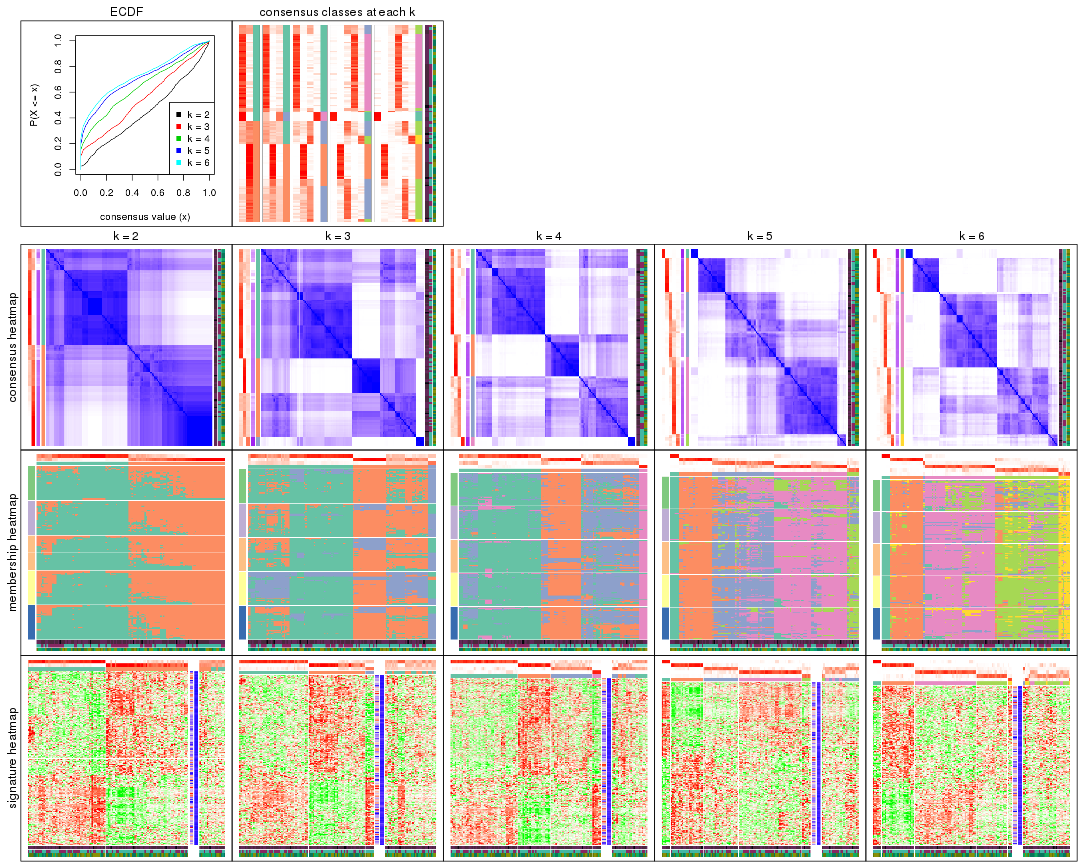 ECDF
consensus classes at each k
P(X <= x)
0.0 0.2 0.4 0.6 0.8 1.0
k = 2
k = 3
k = 4
k = 5
k = 6
0.0 0.2 0.4 0.6 0.8 1.0
consensus value (x)
k = 2 k = 3 k = 4 k = 5 k = 6
consensus heatmap
membership heatmap
signature heatmap